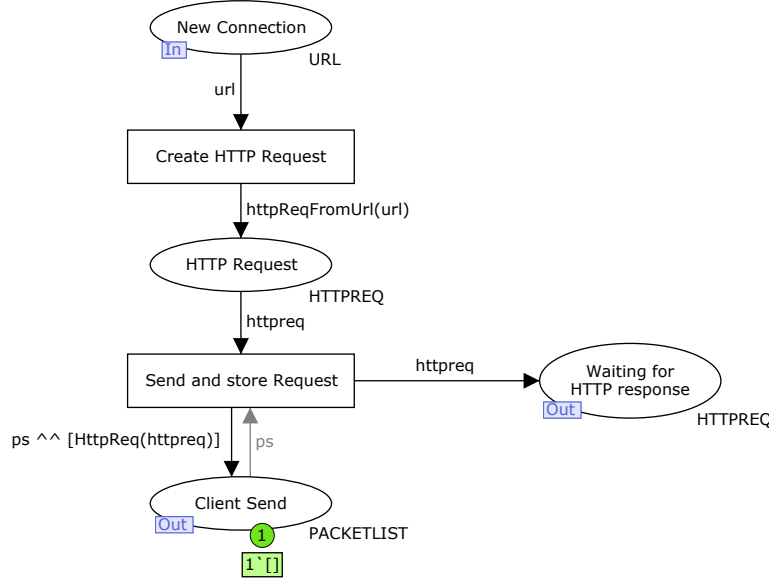 New Connection
In
URL
url
Create HTTP Request
httpReqFromUrl(url)
HTTP Request
HTTPREQ
httpreq
Send and store Request
httpreq
Waiting for
HTTP response
Out
HTTPREQ
ps ^^ [HttpReq(httpreq)]
ps
Client Send
Out
1
PACKETLIST
1`[]